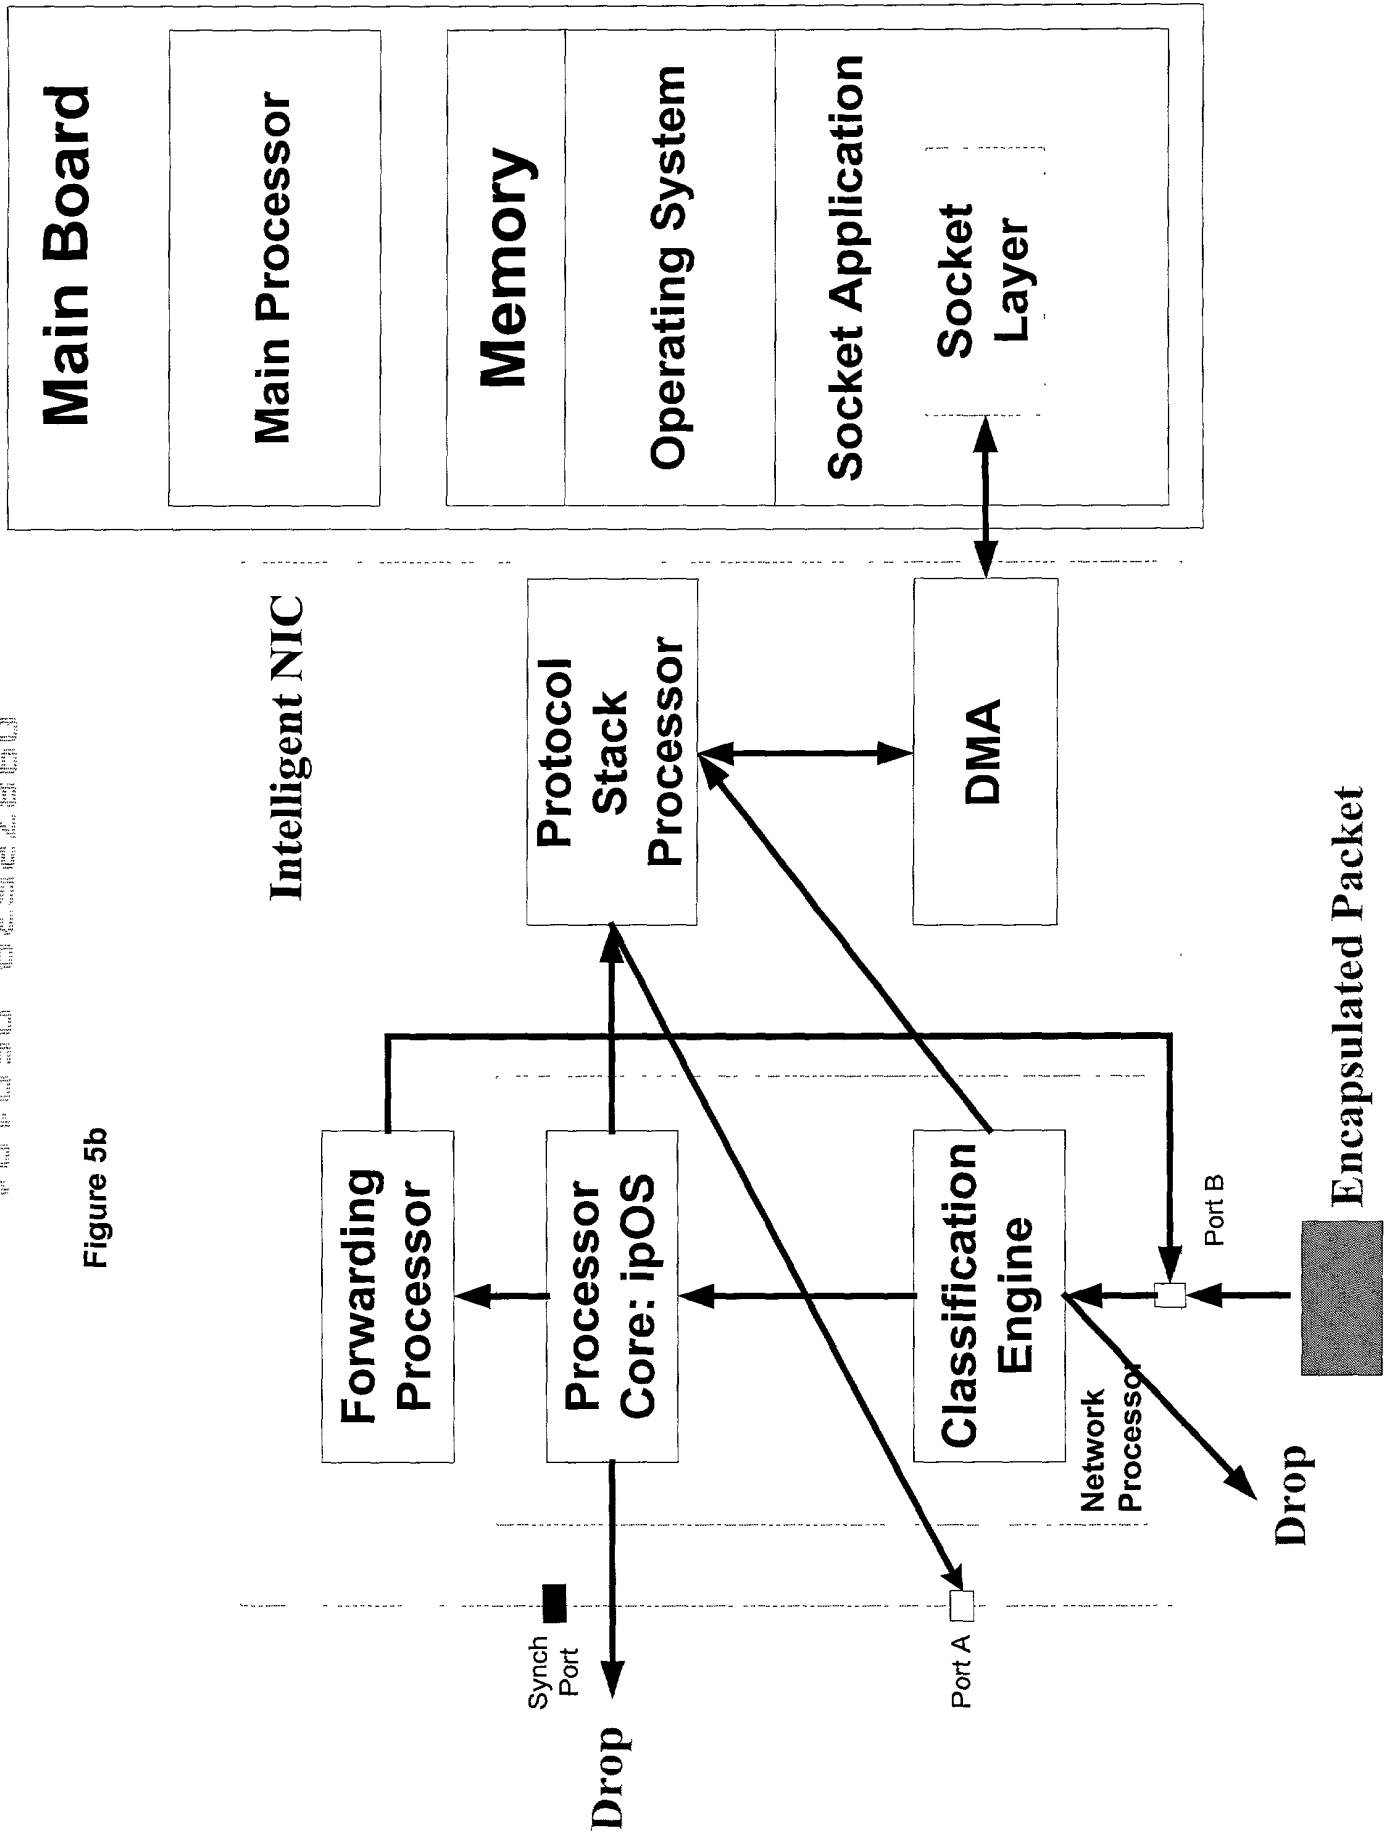 Figure 5b
Main Board
Main Processor
Memory
Operating System
Socket Application
Socket
Layer
Intelligent NIC
Protocol
Stack
Processor
DMA
Forwarding
Processor
Processor
Core: ipOS
Classification
Engine
Network
Processor
Synch
Port
Port A
Port B
Drop
Drop
Encapsulated Packet